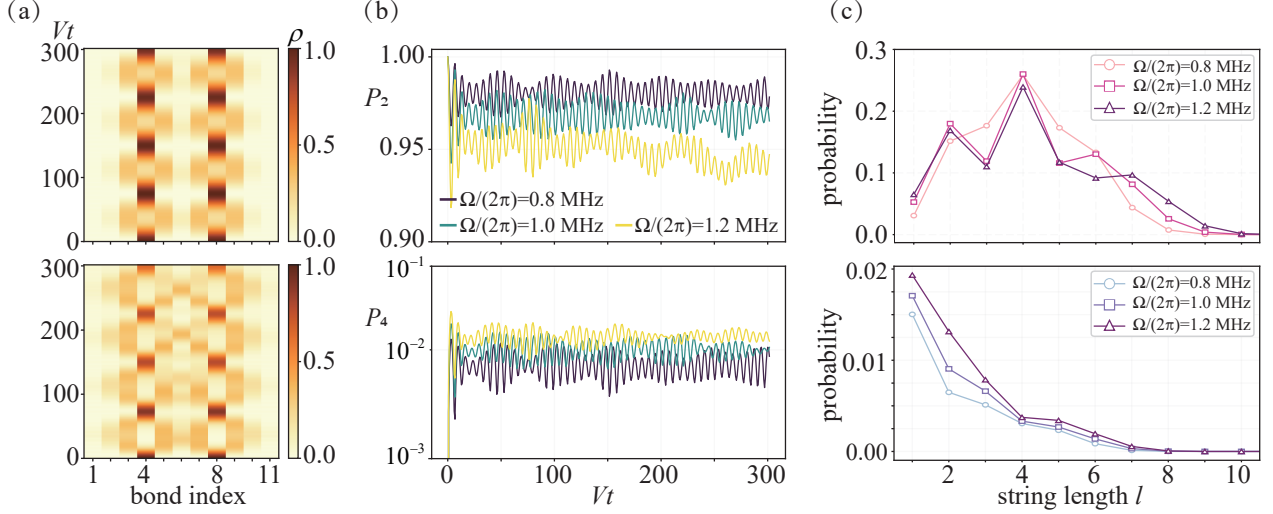 (a)
Vt
300
200
100
0
ρ
1.0
0.5
0.0
300
200
100
0
1.0
0.5
0.0
1 4 8 11
bond index
(b)
P₂
1.00
0.95
0.90
Ω/(2π)=0.8 MHz
Ω/(2π)=1.0 MHz
Ω/(2π)=1.2 MHz
P₄
10⁻¹
10⁻²
10⁻³
0 100 200 300
Vt
(c)
probability
0.3
0.2
0.1
0.0
Ω/(2π)=0.8 MHz
Ω/(2π)=1.0 MHz
Ω/(2π)=1.2 MHz
probability
0.02
0.01
0.00
Ω/(2π)=0.8 MHz
Ω/(2π)=1.0 MHz
Ω/(2π)=1.2 MHz
2 4 6 8 10
string length l